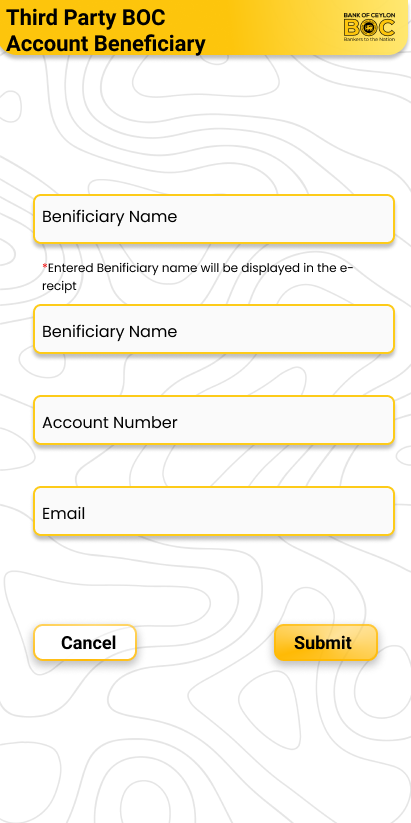 Third Party BOC
Account Beneficiary
BANK OF CEYLON
BOC
Bankers to the Nation
Benificiary Name
*Entered Benificiary name will be displayed in the e-
recipt
Benificiary Name
Account Number
Email
Cancel
Submit